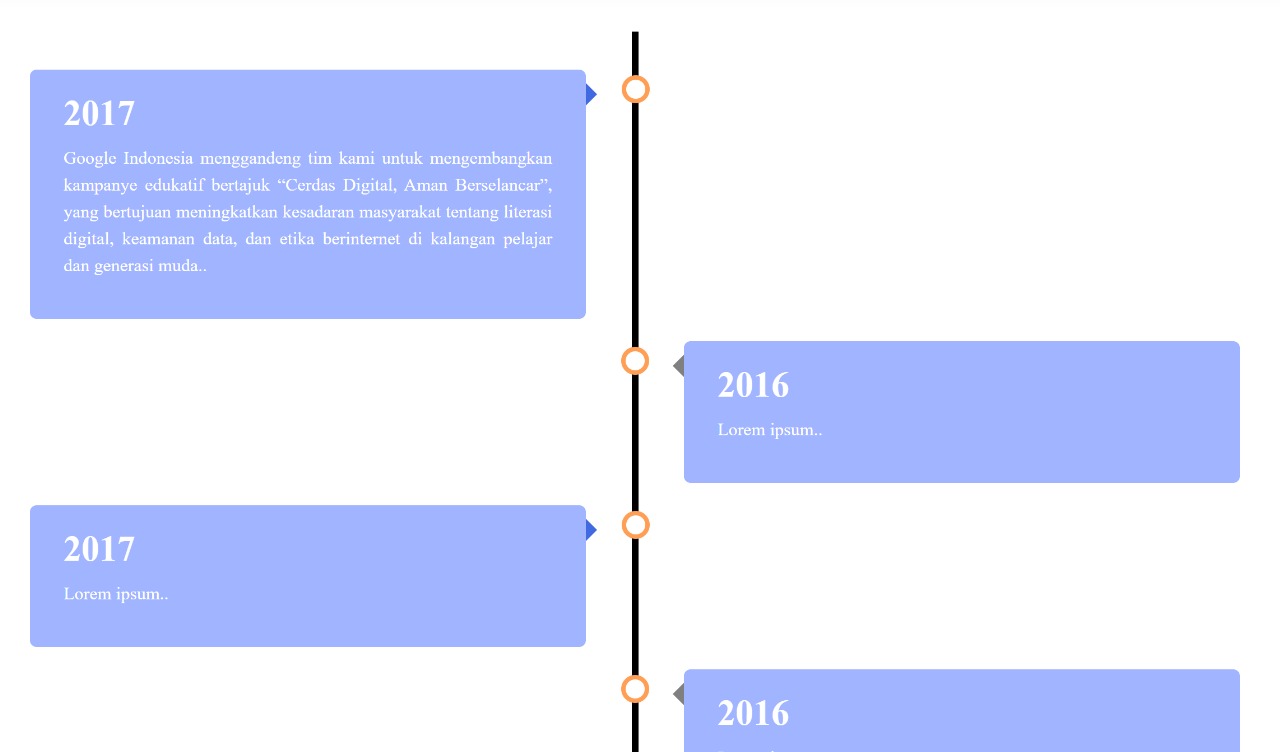 2017
Google Indonesia menggandeng tim kami untuk mengembangkan
kampanye edukatif bertajuk “Cerdas Digital, Aman Berselancar”,
yang bertujuan meningkatkan kesadaran masyarakat tentang literasi
digital, keamanan data, dan etika berinternet di kalangan pelajar
dan generasi muda..
2016
Lorem ipsum..
2017
Lorem ipsum..
2016